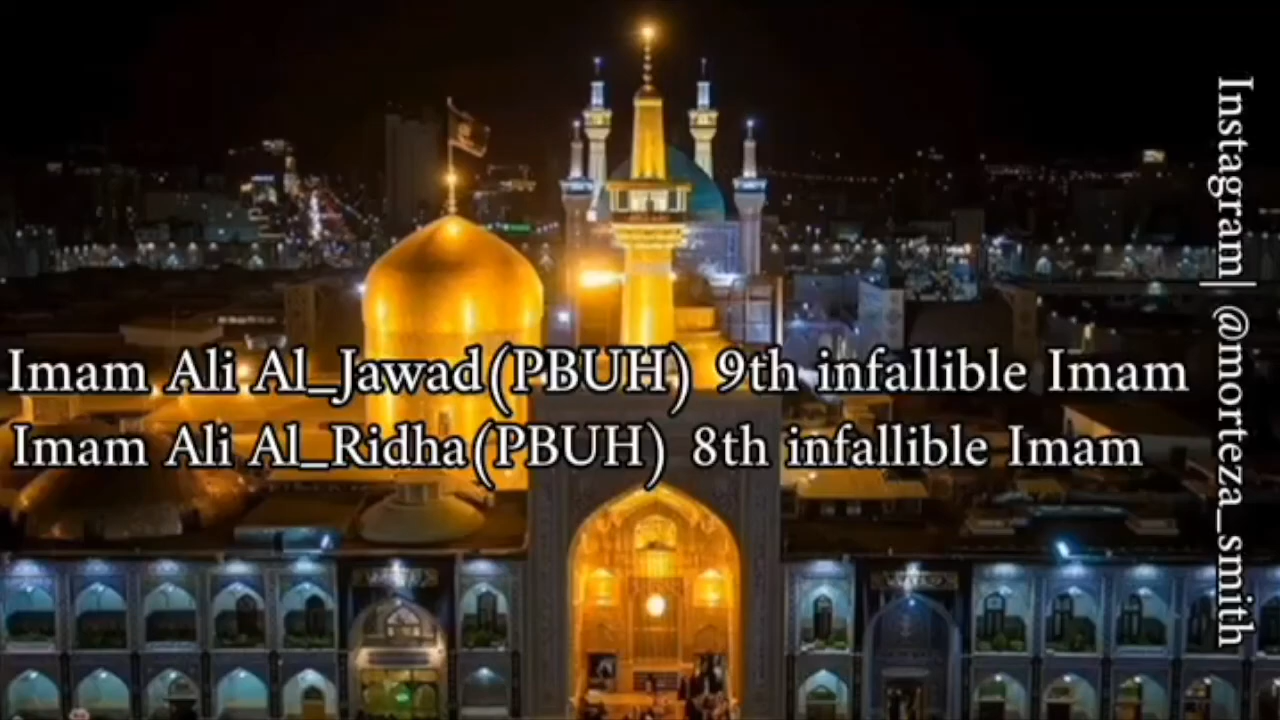 Imam Ali Al_Jawad(PBUH) 9th infallible Imam
Imam Ali Al_Ridha(PBUH) 8th infallible Imam
Instagram| @morteza_smith